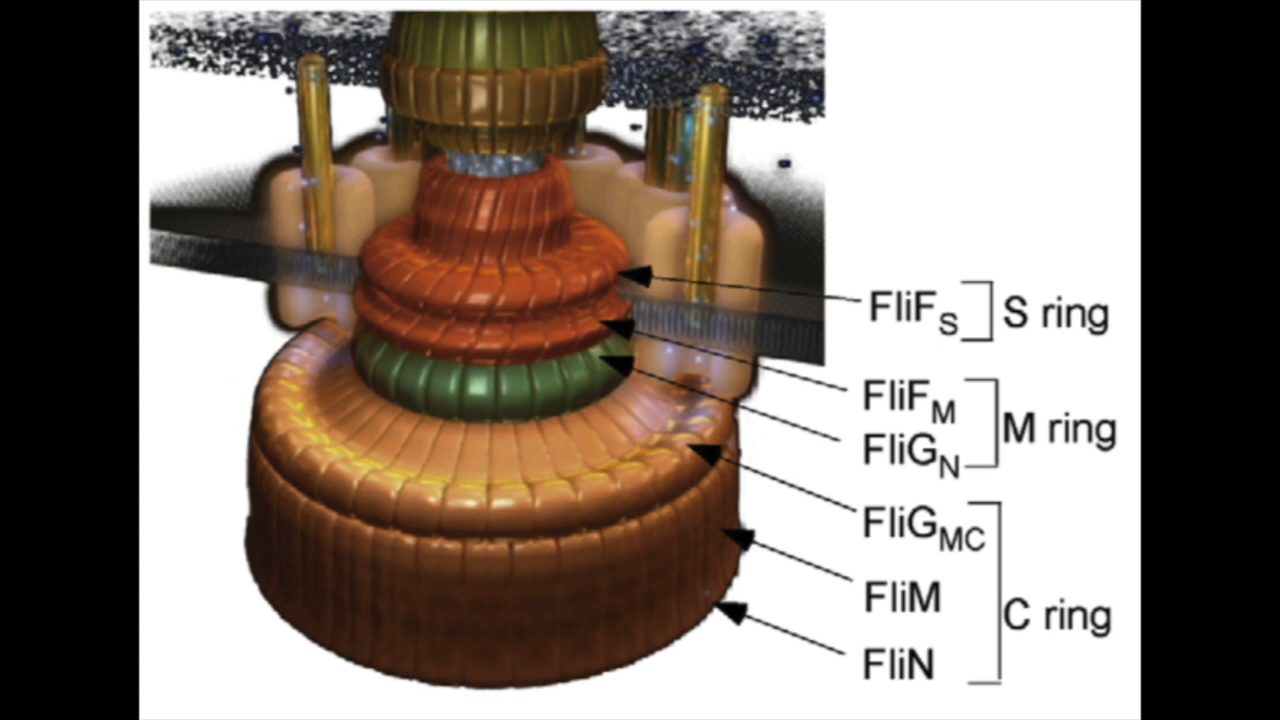 FliFS S ring
FliFM
FliGN
M ring
FliGMC
FliM
FliN
C ring